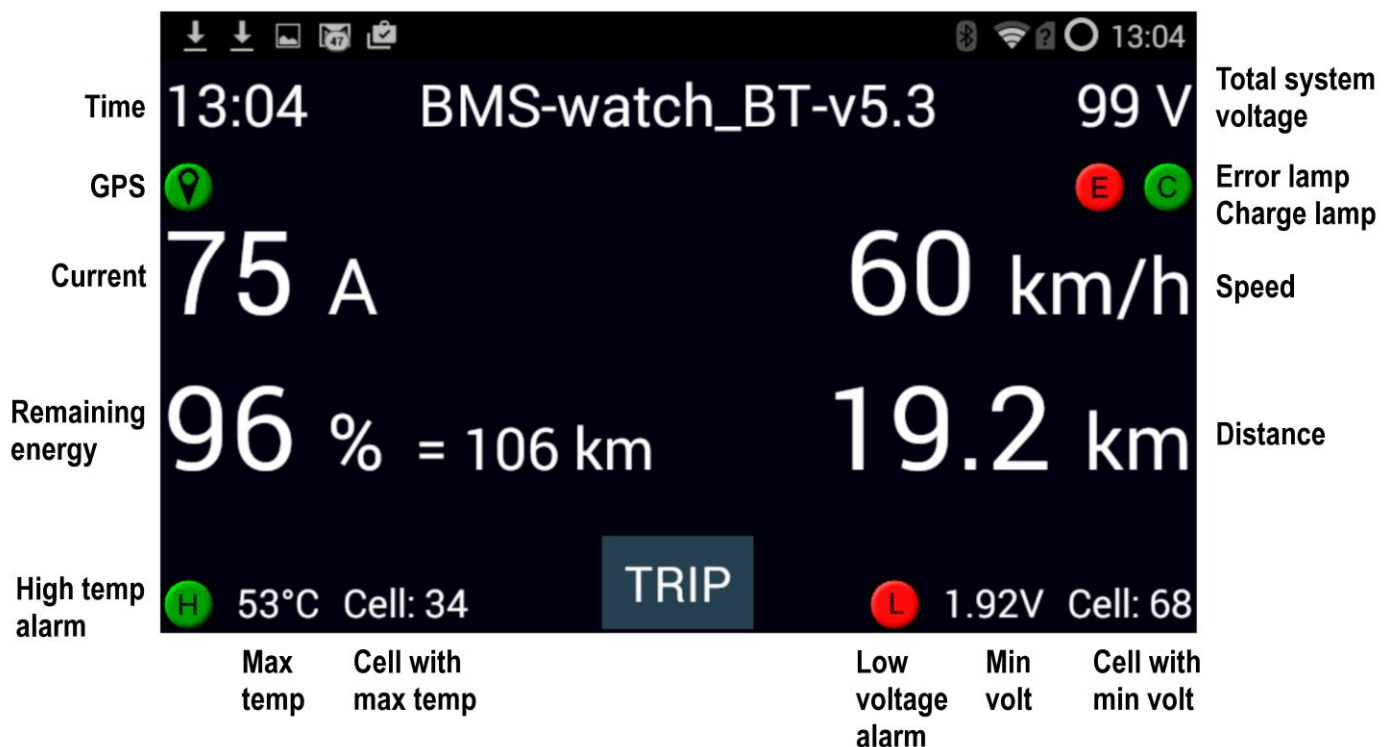 47
? 13:04
Time
13:04 BMS-watch_BT-v5.3 99 V
Total system
voltage
GPS
E C
Error lamp
Charge lamp
Current
75 A
60 km/h
Speed
Remaining
energy
96 % = 106 km
19.2 km
Distance
High temp
alarm
H 53°C Cell: 34
TRIP
L 1.92V Cell: 68
Max
temp
Cell with
max temp
Low
voltage
alarm
Min
volt
Cell with
min volt